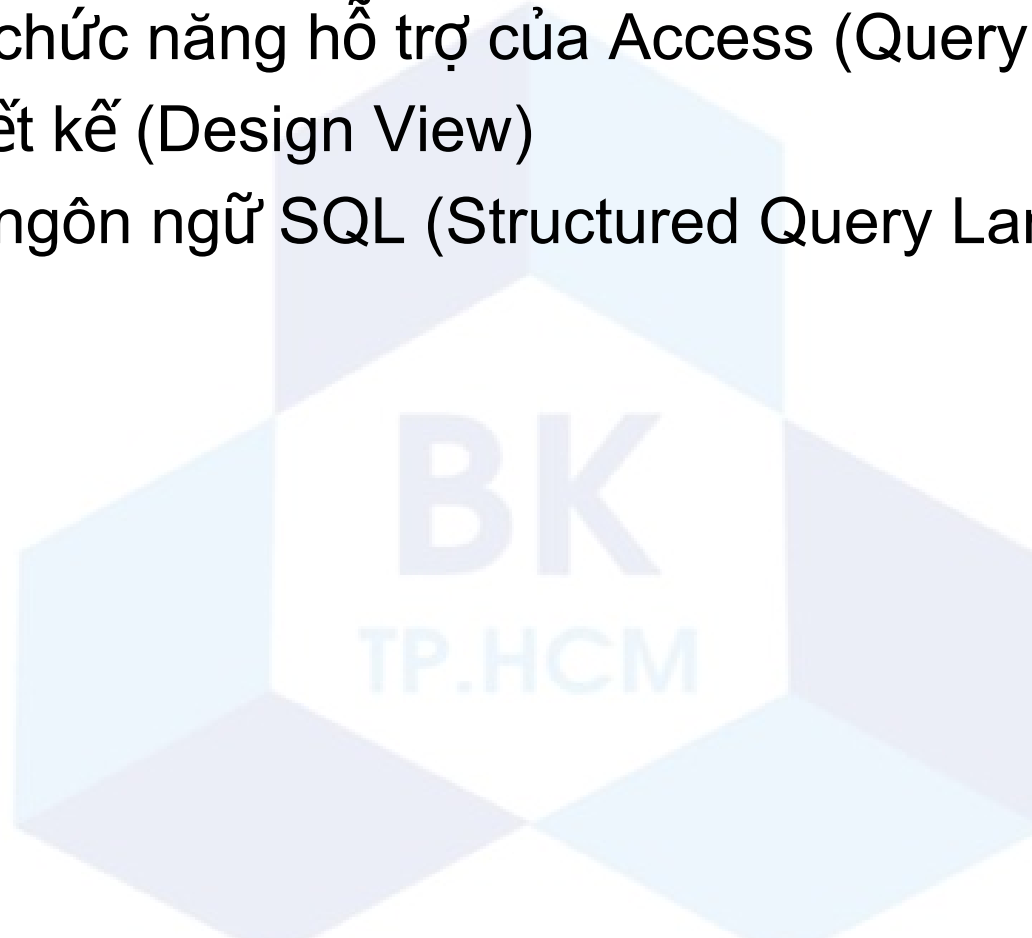 chức năng hỗ trợ của Access (Query
ết kế (Design View)
ngôn ngữ SQL (Structured Query Lan
BK
TP.HCM